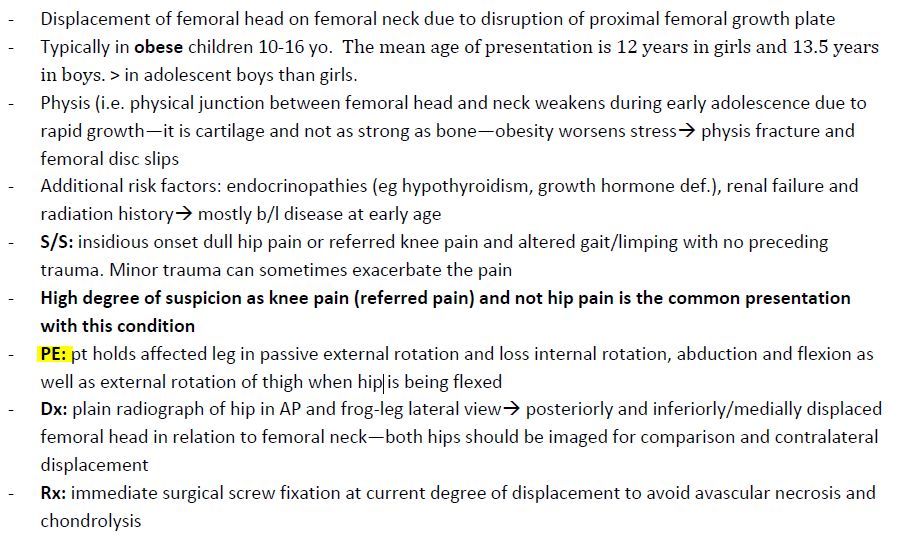 - Displacement of femoral head on femoral neck due to disruption of proximal femoral growth plate
- Typically in obese children 10-16 yo. The mean age of presentation is 12 years in girls and 13.5 years
in boys. > in adolescent boys than girls.
- Physis (i.e. physical junction between femoral head and neck weakens during early adolescence due to
rapid growth—it is cartilage and not as strong as bone—obesity worsens stress→ physis fracture and
femoral disc slips
- Additional risk factors: endocrinopathies (eg hypothyroidism, growth hormone def.), renal failure and
radiation history→ mostly b/l disease at early age
- S/S: insidious onset dull hip pain or referred knee pain and altered gait/limping with no preceding
trauma. Minor trauma can sometimes exacerbate the pain
- High degree of suspicion as knee pain (referred pain) and not hip pain is the common presentation
with this condition
- PE: pt holds affected leg in passive external rotation and loss internal rotation, abduction and flexion as
well as external rotation of thigh when hip is being flexed
- Dx: plain radiograph of hip in AP and frog-leg lateral view→ posteriorly and inferiorly/medially displaced
femoral head in relation to femoral neck—both hips should be imaged for comparison and contralateral
displacement
- Rx: immediate surgical screw fixation at current degree of displacement to avoid avascular necrosis and
chondrolysis